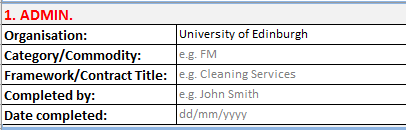 1. ADMIN.
Organisation: University of Edinburgh
Category/Commodity: e.g. FM
Framework/Contract Title: e.g. Cleaning Services
Completed by: e.g. John Smith
Date completed: dd/mm/yyyy